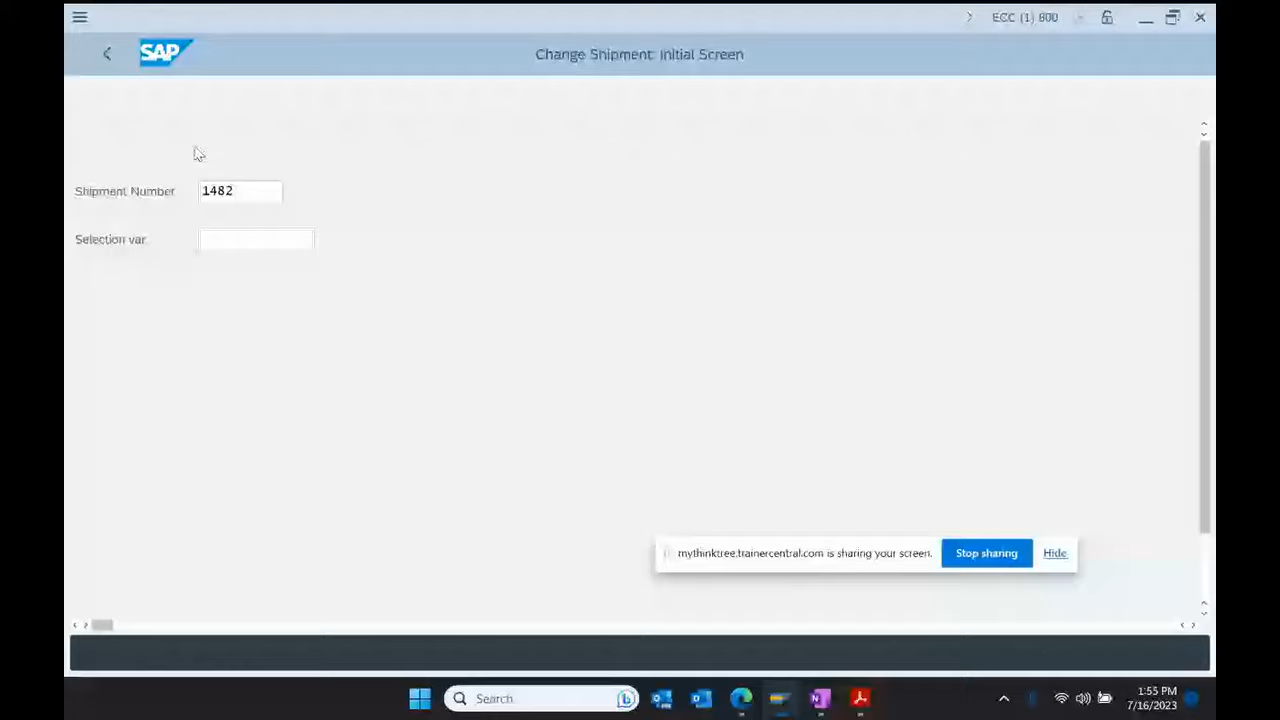 ECC (1) 800
SAP
Change Shipment: Initial Screen
Shipment Number
1482
Selection var.
mythinktree.trainercentral.com is sharing your screen.
Stop sharing
Hide
Search
1:55 PM
7/16/2023